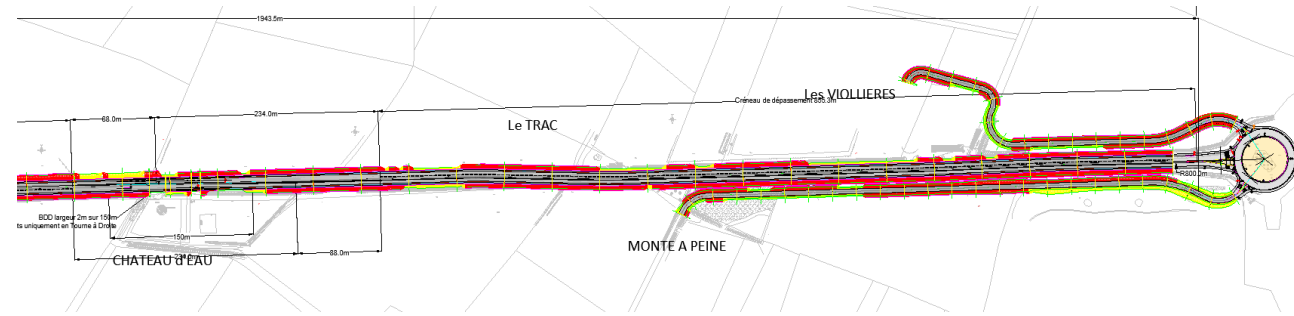 1943.5m
Les VIOLLIERES
Créneau de dépassement 855.3m
68.0m
234.0m
Le TRAC
R800.0m
BDD largeur 2m sur 150m
ts uniquement en Tourne à Droite
150m
MONTE A PEINE
CHATEAU d'EAU
88.0m